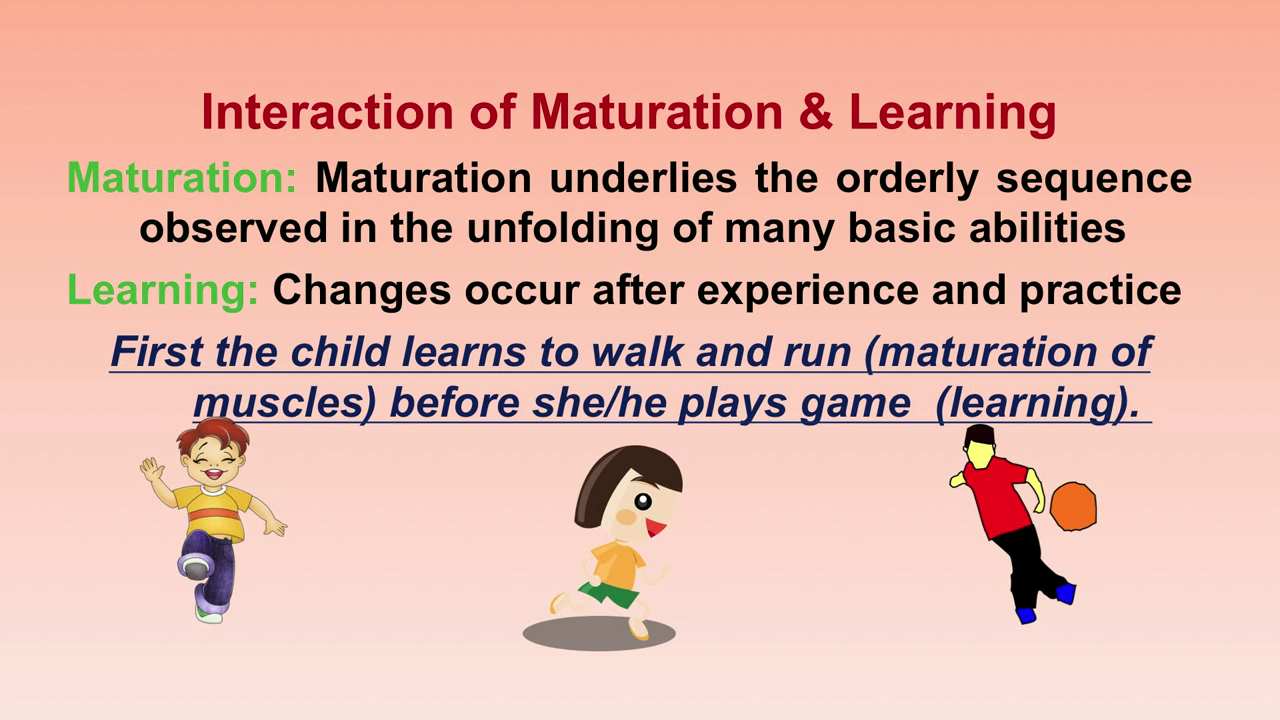 Interaction of Maturation & Learning
Maturation: Maturation underlies the orderly sequence
observed in the unfolding of many basic abilities
Learning: Changes occur after experience and practice
First the child learns to walk and run (maturation of
muscles) before she/he plays game (learning).